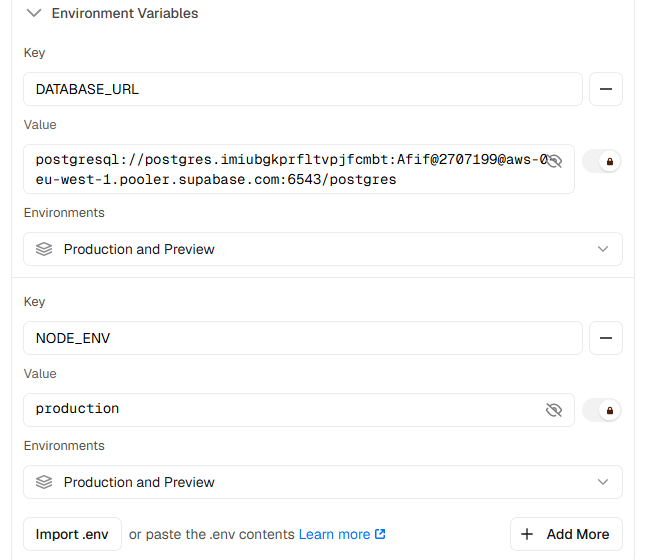 Environment Variables
Key
DATABASE_URL
Value
postgresql://postgres.imiubgkprfltvpjfcmbt:Afif@2707199@aws-0
eu-west-1.pooler.supabase.com:6543/postgres
Environments
Production and Preview
Key
NODE_ENV
Value
production
Environments
Production and Preview
Import .env or paste the .env contents Learn more
Add More